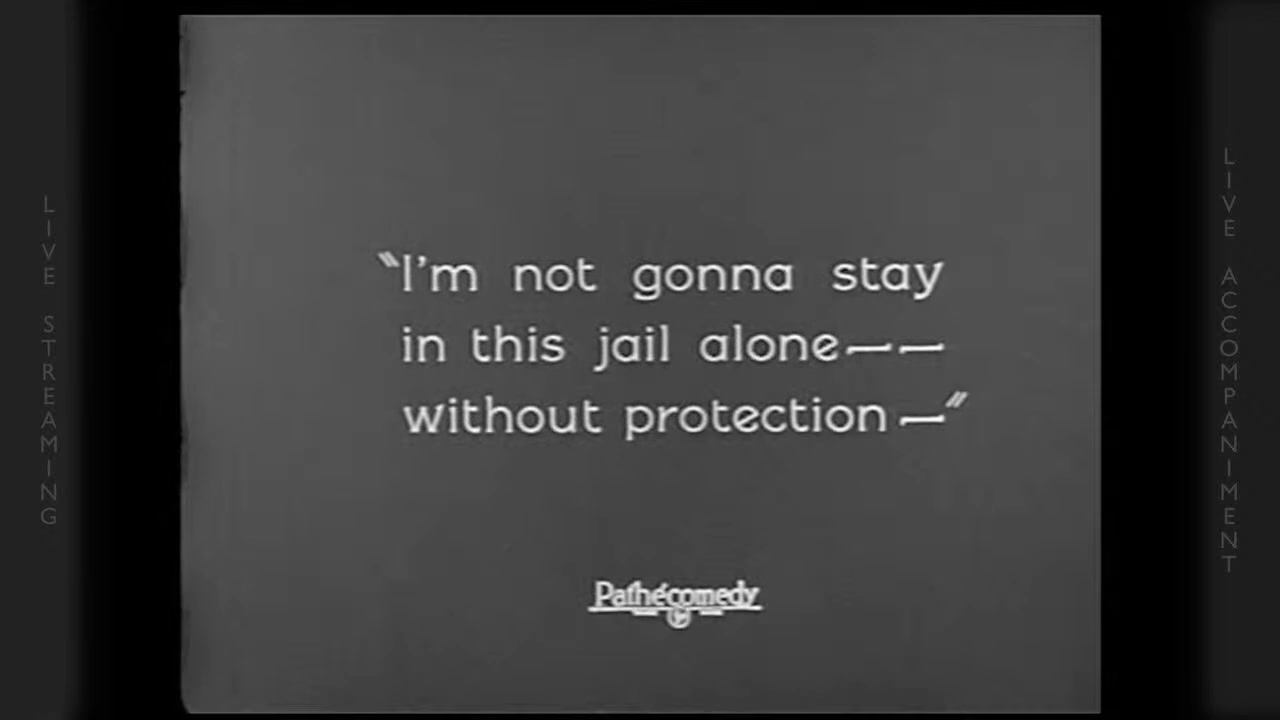 LIVE STREAMING
"I'm not gonna stay
in this jail alone——
without protection—"
Pathécomedy
LIVE ACCOMPANIMENT